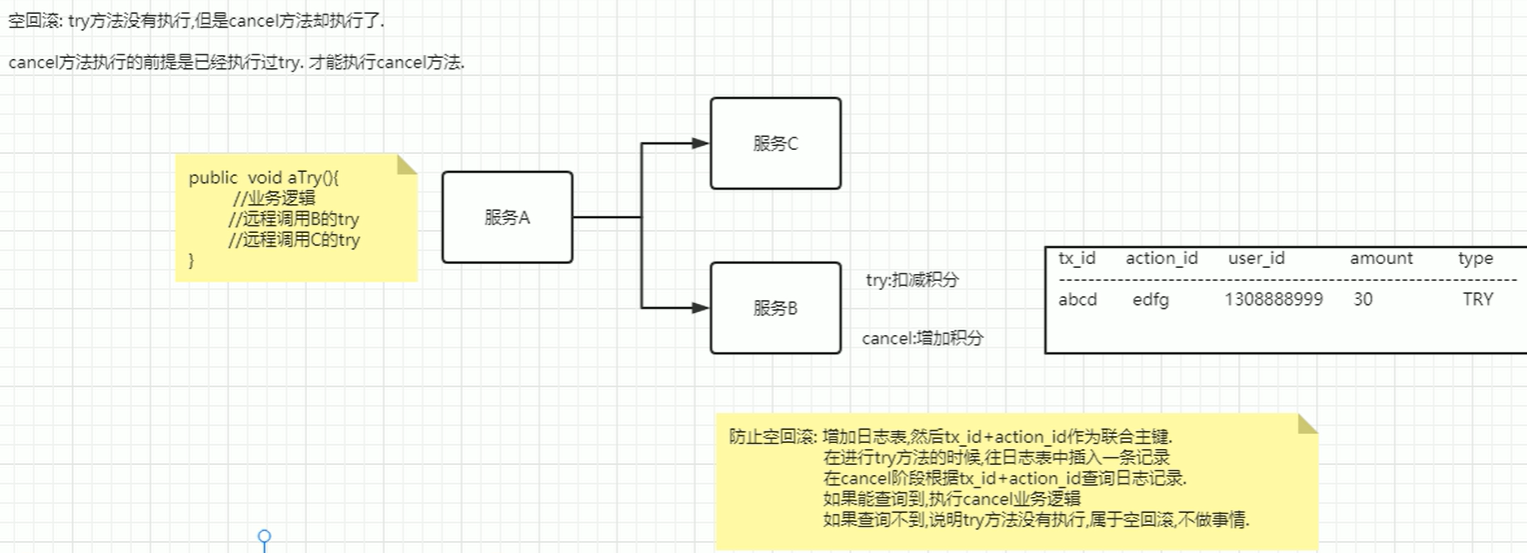 空回滚: try方法没有执行,但是cancel方法却执行了.
cancel方法执行的前提是已经执行过try. 才能执行cancel方法.
public void aTry(){
//业务逻辑
//远程调用B的try
//远程调用C的try
}
服务A
服务C
服务B
try:扣减积分
cancel:增加积分
tx_id action_id user_id amount type
abcd edfg 1308888999 30 TRY
防止空回滚: 增加日志表,然后tx_id+action_id作为联合主键.
在进行try方法的时候,往日志表中插入一条记录
在cancel阶段根据tx_id+action_id查询日志记录.
如果能查询到,执行cancel业务逻辑
如果查询不到,说明try方法没有执行,属于空回滚,不做事情.